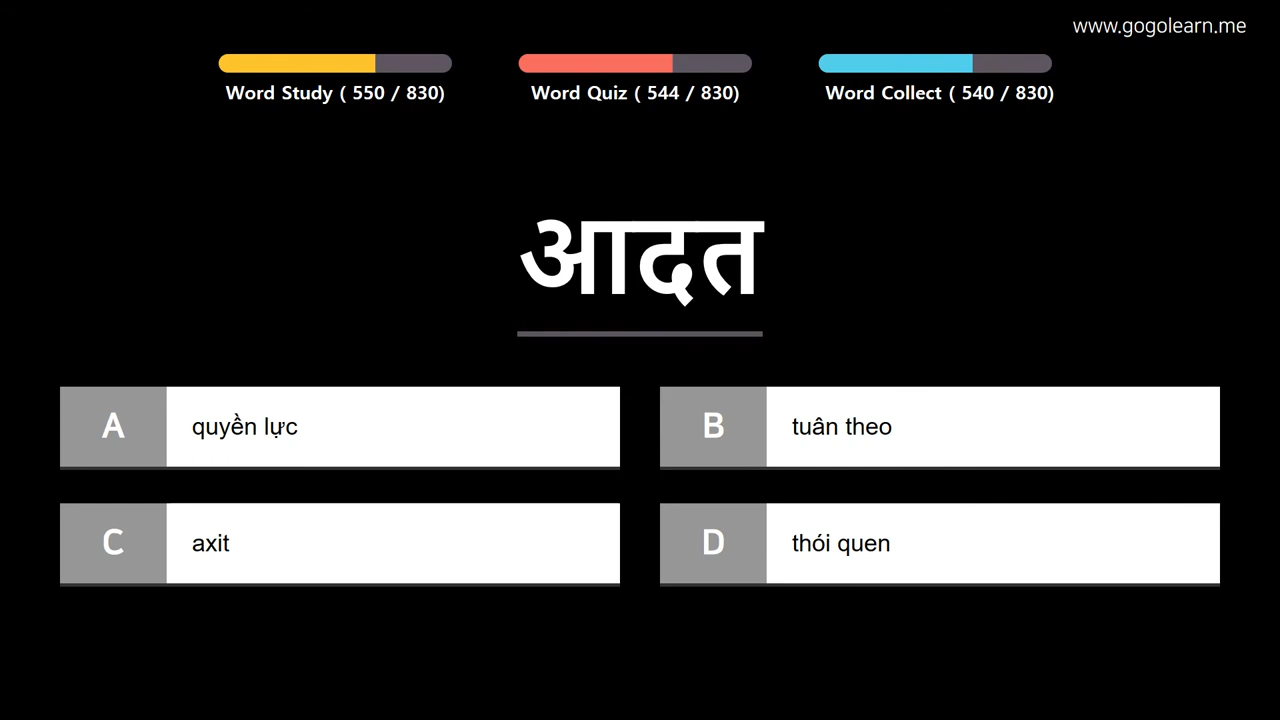 www.gogolearn.me
Word Study ( 550 / 830)
Word Quiz ( 544 / 830)
Word Collect ( 540 / 830)
आदत
A
quyền lực
B
tuân theo
C
axit
D
thói quen